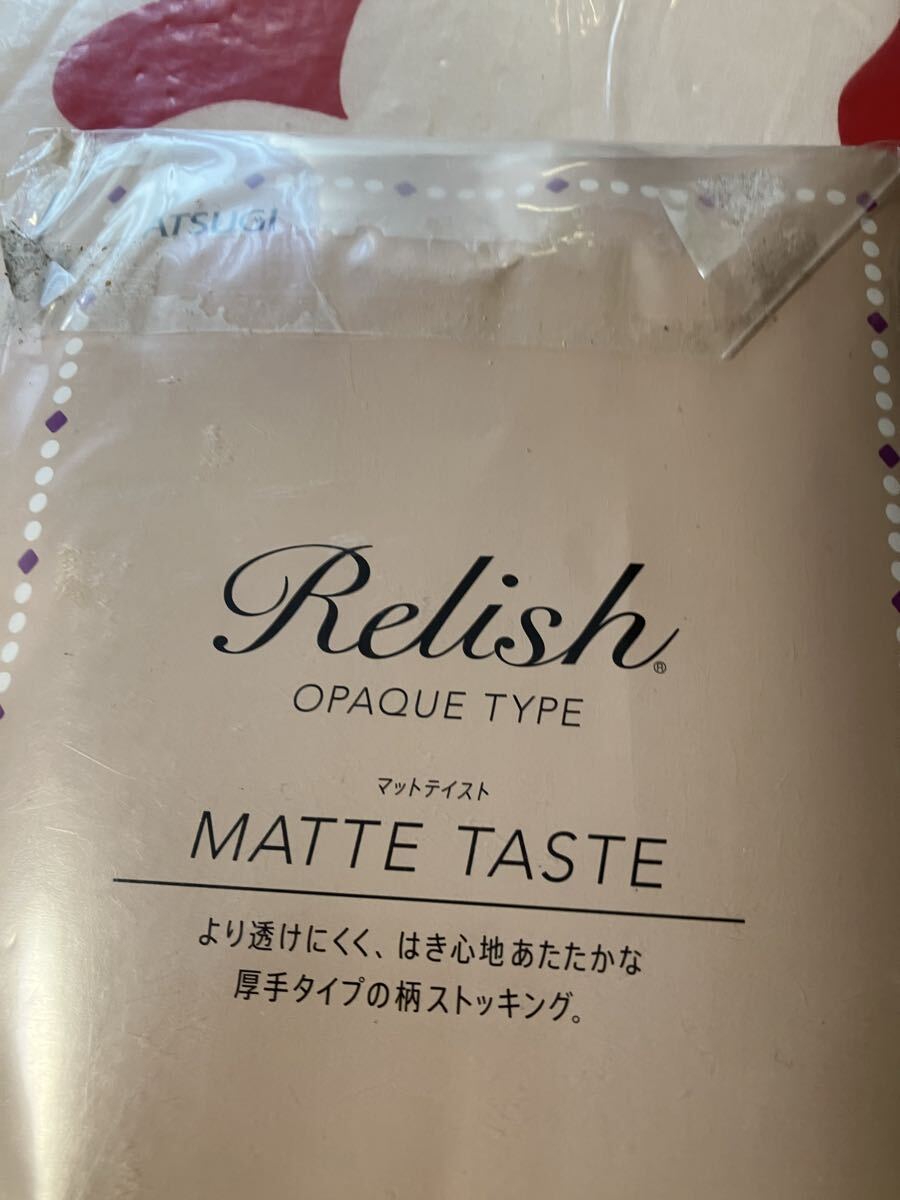 ATSUGI
Relish®
OPAQUE TYPE
マットテイスト
MATTE TASTE
より透けにくく、はき心地あたたかな
厚手タイプの柄ストッキング。